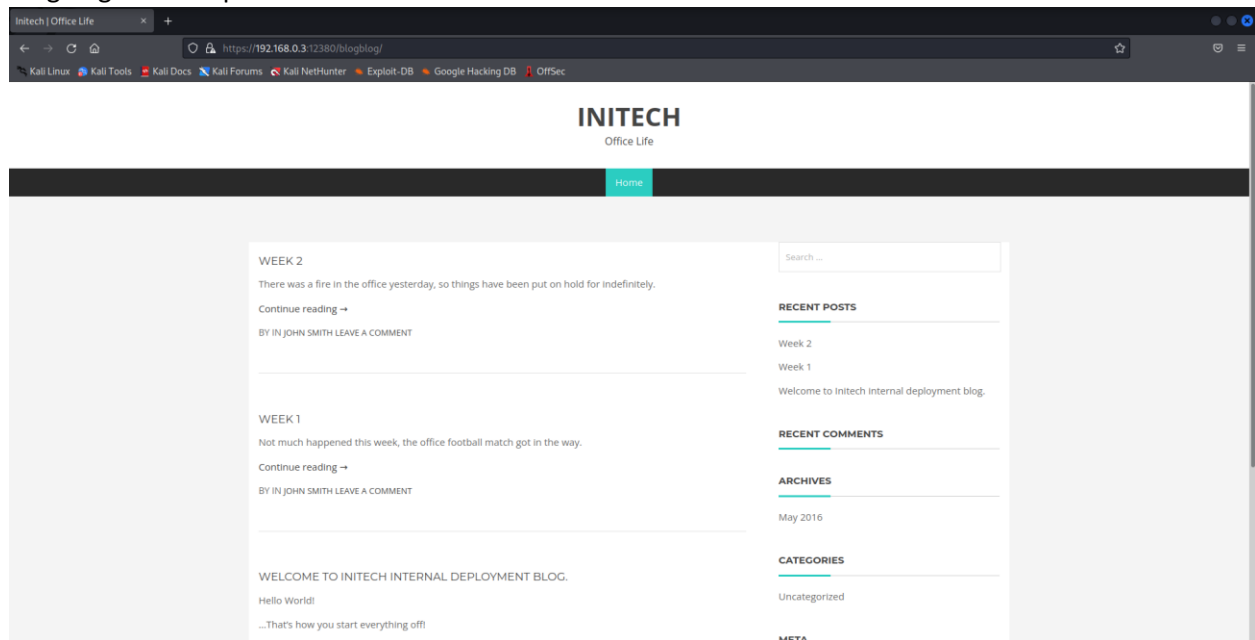 Initech | Office Life
https://192.168.0.3:12380/blogblog/
Kali Linux Kali Tools Kali Docs Kali Forums Kali NetHunter Exploit-DB Google Hacking DB OffSec
INITECH
Office Life
Home
WEEK 2
There was a fire in the office yesterday, so things have been put on hold for indefinitely.
Continue reading →
BY IN JOHN SMITH LEAVE A COMMENT
WEEK 1
Not much happened this week, the office football match got in the way.
Continue reading →
BY IN JOHN SMITH LEAVE A COMMENT
WELCOME TO INITECH INTERNAL DEPLOYMENT BLOG.
Hello World!
...That's how you start everything off!
Search ...
RECENT POSTS
Week 2
Week 1
Welcome to Initech internal deployment blog.
RECENT COMMENTS
ARCHIVES
May 2016
CATEGORIES
Uncategorized
META